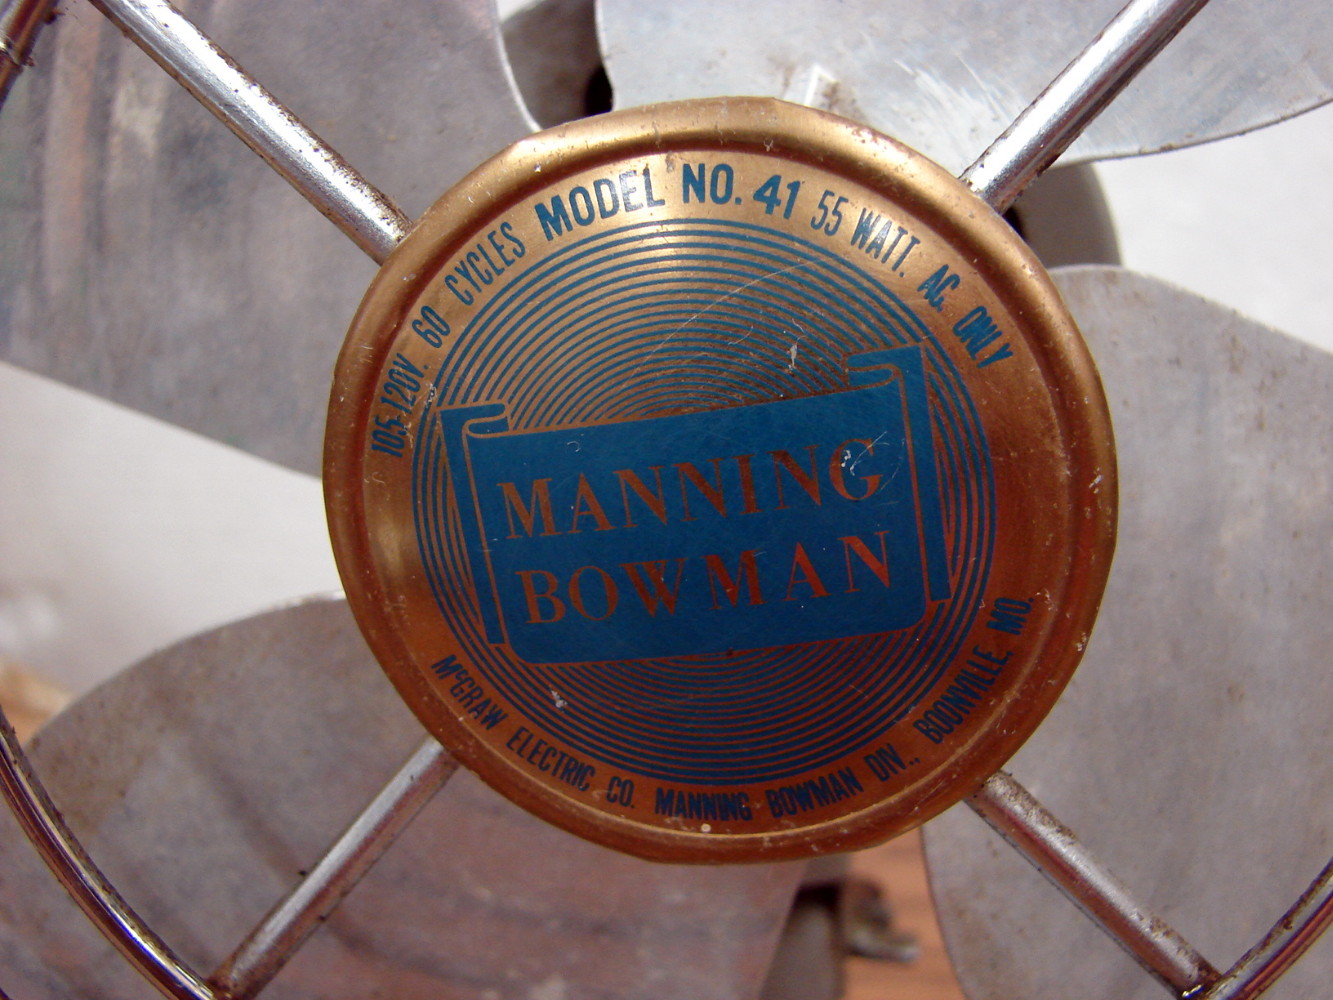 105-120V. 60 CYCLES MODEL NO. 41 55 WATT. AC. ONLY
MANNING
BOWMAN
McGRAW ELECTRIC CO. MANNING BOWMAN DIV., BOONVILLE, MO.